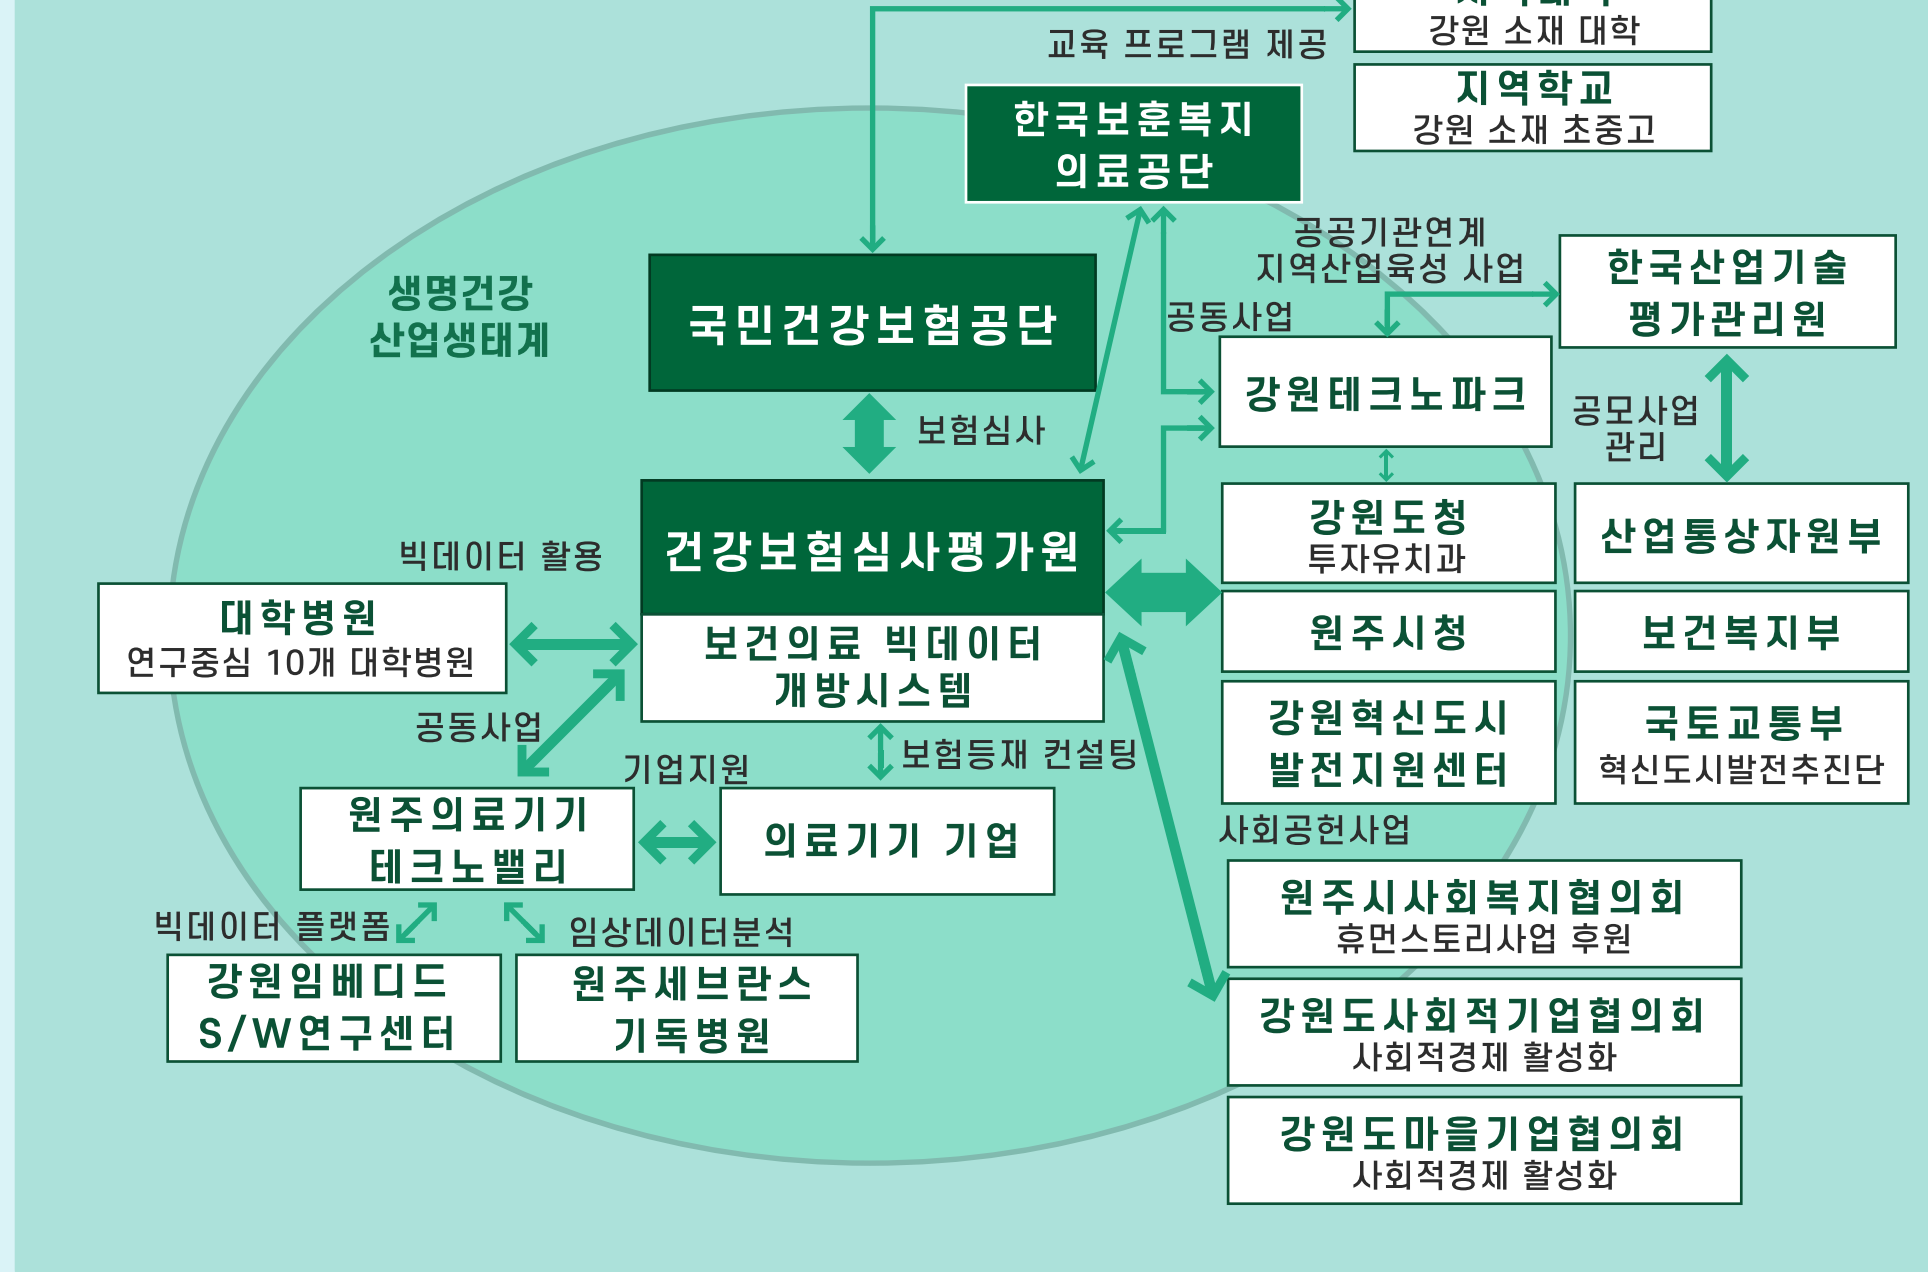 강원 소재 대학
교육 프로그램 제공
지역학교
강원 소재 초중고
한국보훈복지
의료공단
공공기관연계
지역산업육성 사업
한국산업기술
평가관리원
생명건강
산업생태계
국민건강보험공단
공동사업
강원테크노파크
공모사업
관리
보험심사
건강보험심사평가원
강원도청
투자유치과
산업통상자원부
빅데이터 활용
대학병원
연구중심 10개 대학병원
보건의료 빅데이터
개방시스템
원주시청
보건복지부
강원혁신도시
발전지원센터
국토교통부
혁신도시발전추진단
공동사업
기업지원
보험등재 컨설팅
원주의료기기
테크노밸리
의료기기 기업
사회공헌사업
원주시사회복지협의회
휴먼스토리사업 후원
빅데이터 플랫폼
임상데이터분석
강원임베디드
S/W연구센터
원주세브란스
기독병원
강원도사회적기업협의회
사회적경제 활성화
강원도마을기업협의회
사회적경제 활성화